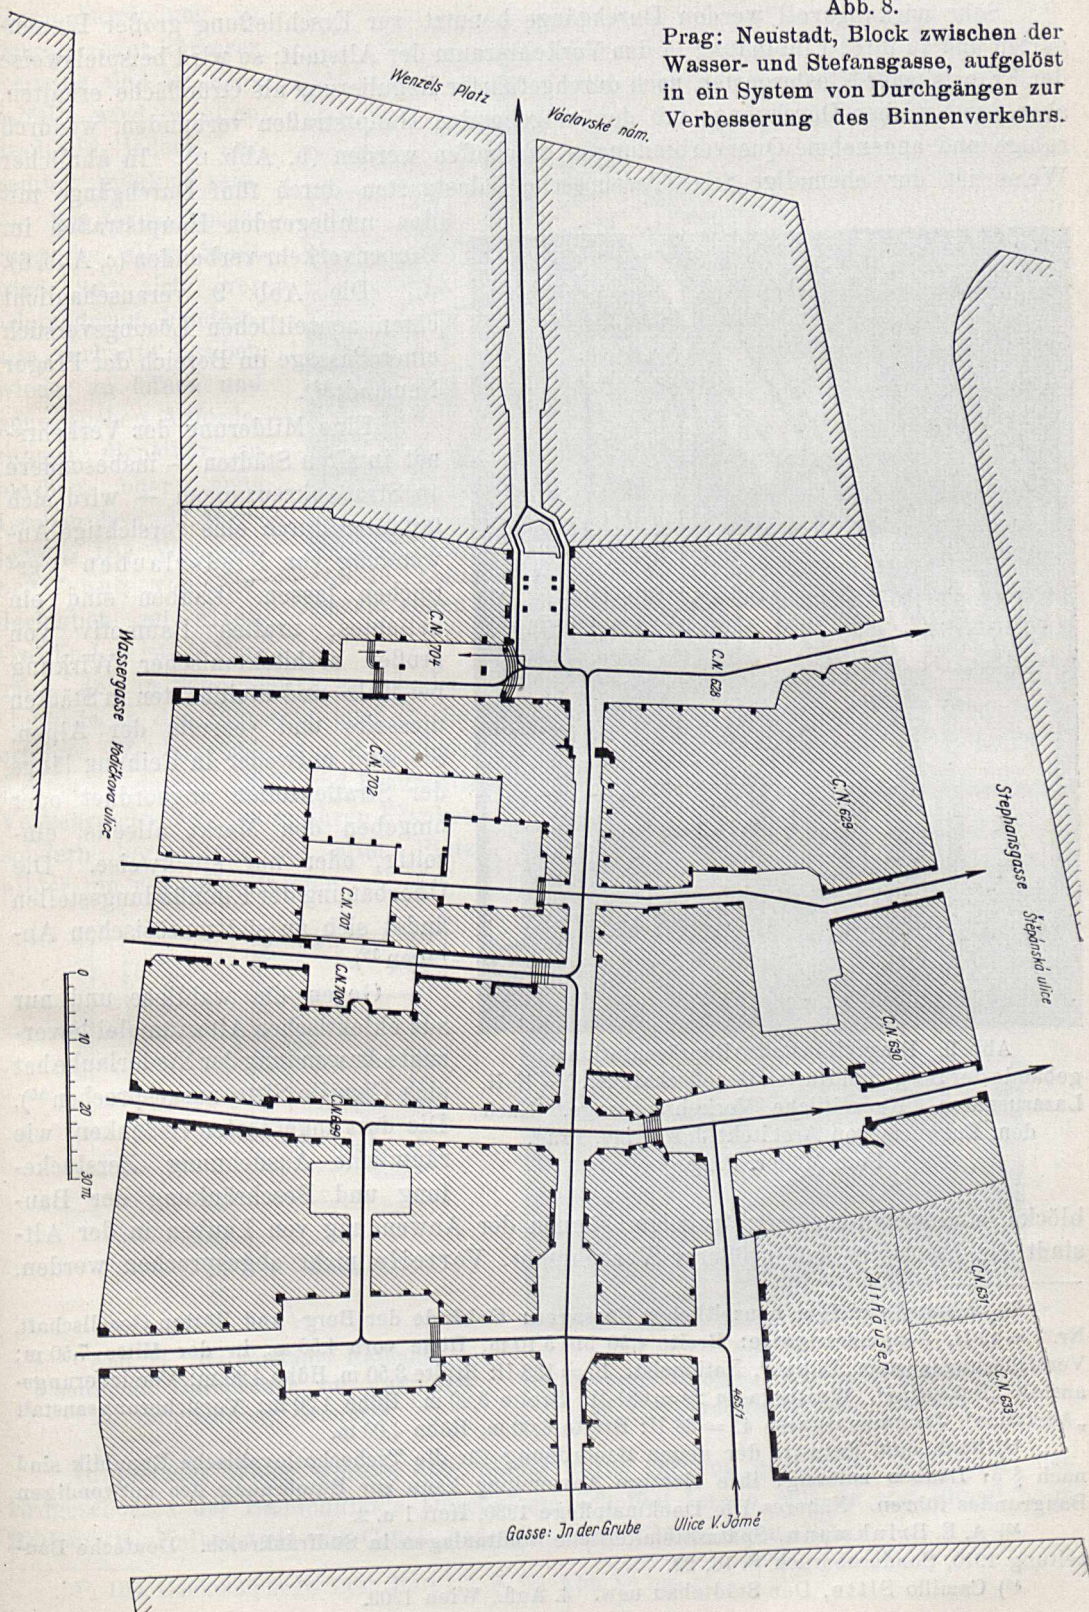 Abb. 8.
Prag: Neustadt, Block zwischen der
Wasser- und Stefansgasse, aufgelöst
in ein System von Durchgängen zur
Verbesserung des Binnenverkehrs.
Wenzels Platz
Václavské nám.
C.N. 704
C.N. 628
Wassergasse Vodičkova ulice
C.N. 702
C.N. 629
Stephansgasse Štěpánská ulice
C.N. 701
C.N. 700
C.N. 630
0 10 20 30 m.
C.N. 699
Althäuser
C.N. 631
C.N. 633
465/1
Gasse: In der Grube
Ulice V Jámě